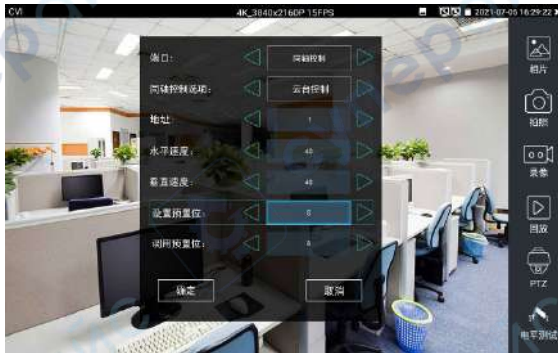 CVI 4K_3840x2160P 15FPS 2021-07-05 16:29:22
端口: 同轴控制
同轴控制选项: 云台控制
地址: 1
水平速度: 40
垂直速度: 40
设置预置位:
调用预置位:
确定 取消
相片
拍照
录像
回放
PTZ
电平测试